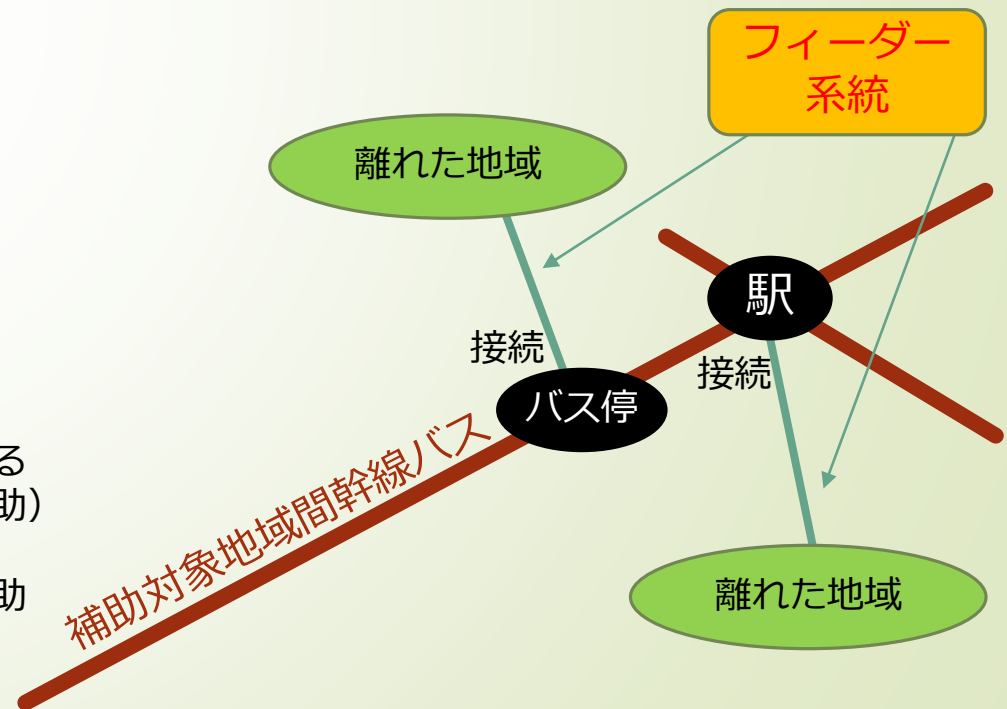 フィーダー
系統
離れた地域
駅
接続
接続
バス停
補助対象地域間幹線バス
る
助）
助
離れた地域